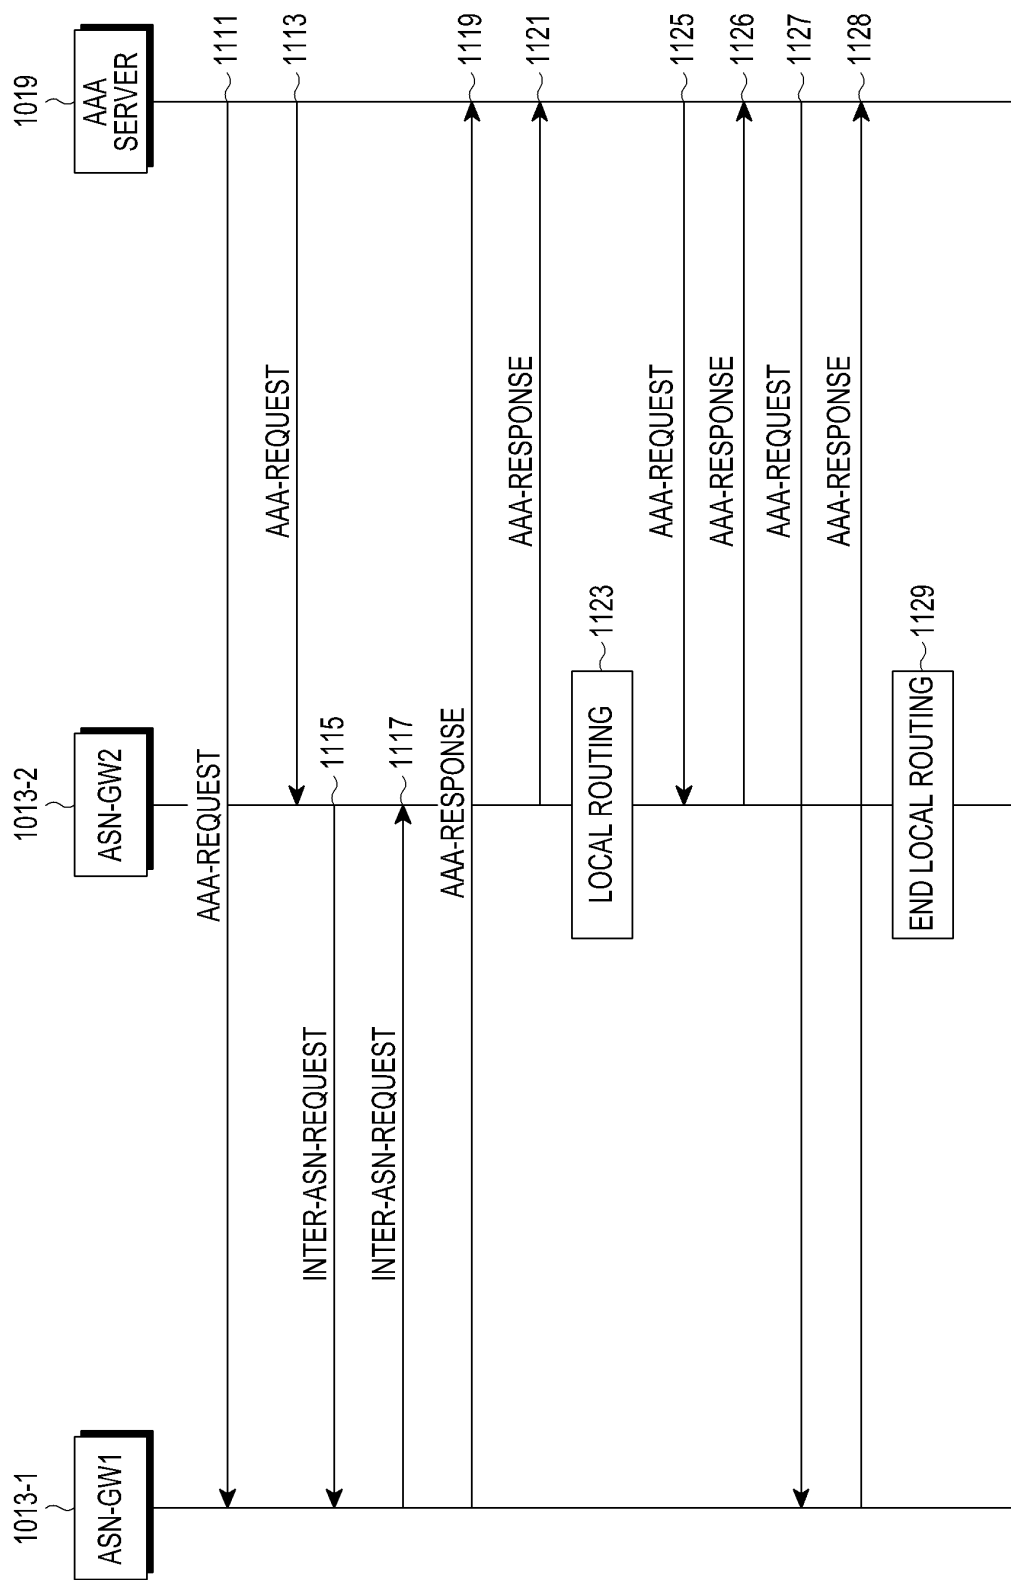 1013-1
1013-2
1019
ASN-GW1
ASN-GW2
AAA
SERVER
AAA-REQUEST
1111
AAA-REQUEST
1113
INTER-ASN-REQUEST
1115
INTER-ASN-REQUEST
1117
AAA-RESPONSE
1119
AAA-RESPONSE
1121
LOCAL ROUTING
1123
AAA-REQUEST
1125
AAA-RESPONSE
1126
AAA-REQUEST
1127
AAA-RESPONSE
1128
END LOCAL ROUTING
1129